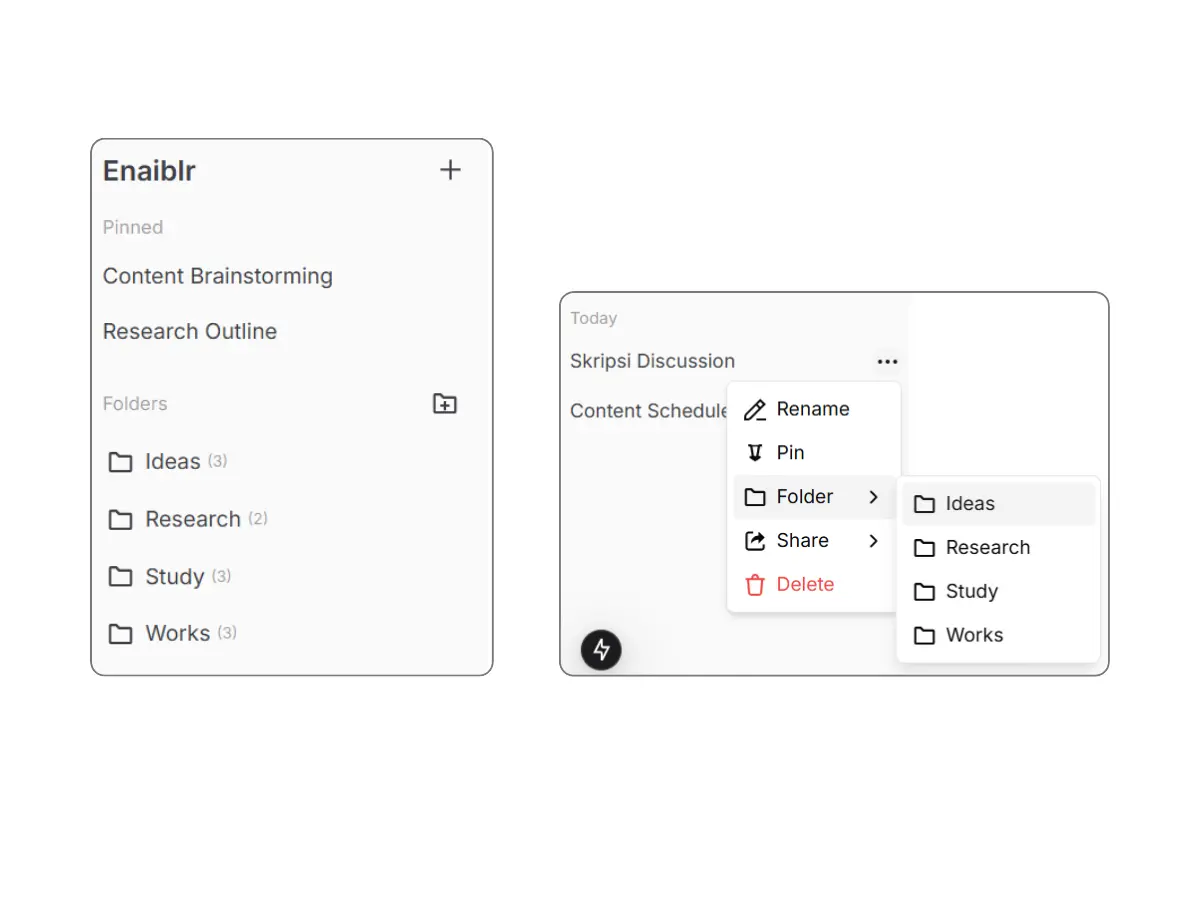 Enaiblr
Pinned
Content Brainstorming
Research Outline
Folders
Ideas (3)
Research (2)
Study (3)
Works (3)
Today
Skripsi Discussion
Content Schedule
Rename
Pin
Folder
Share
Delete
Ideas
Research
Study
Works